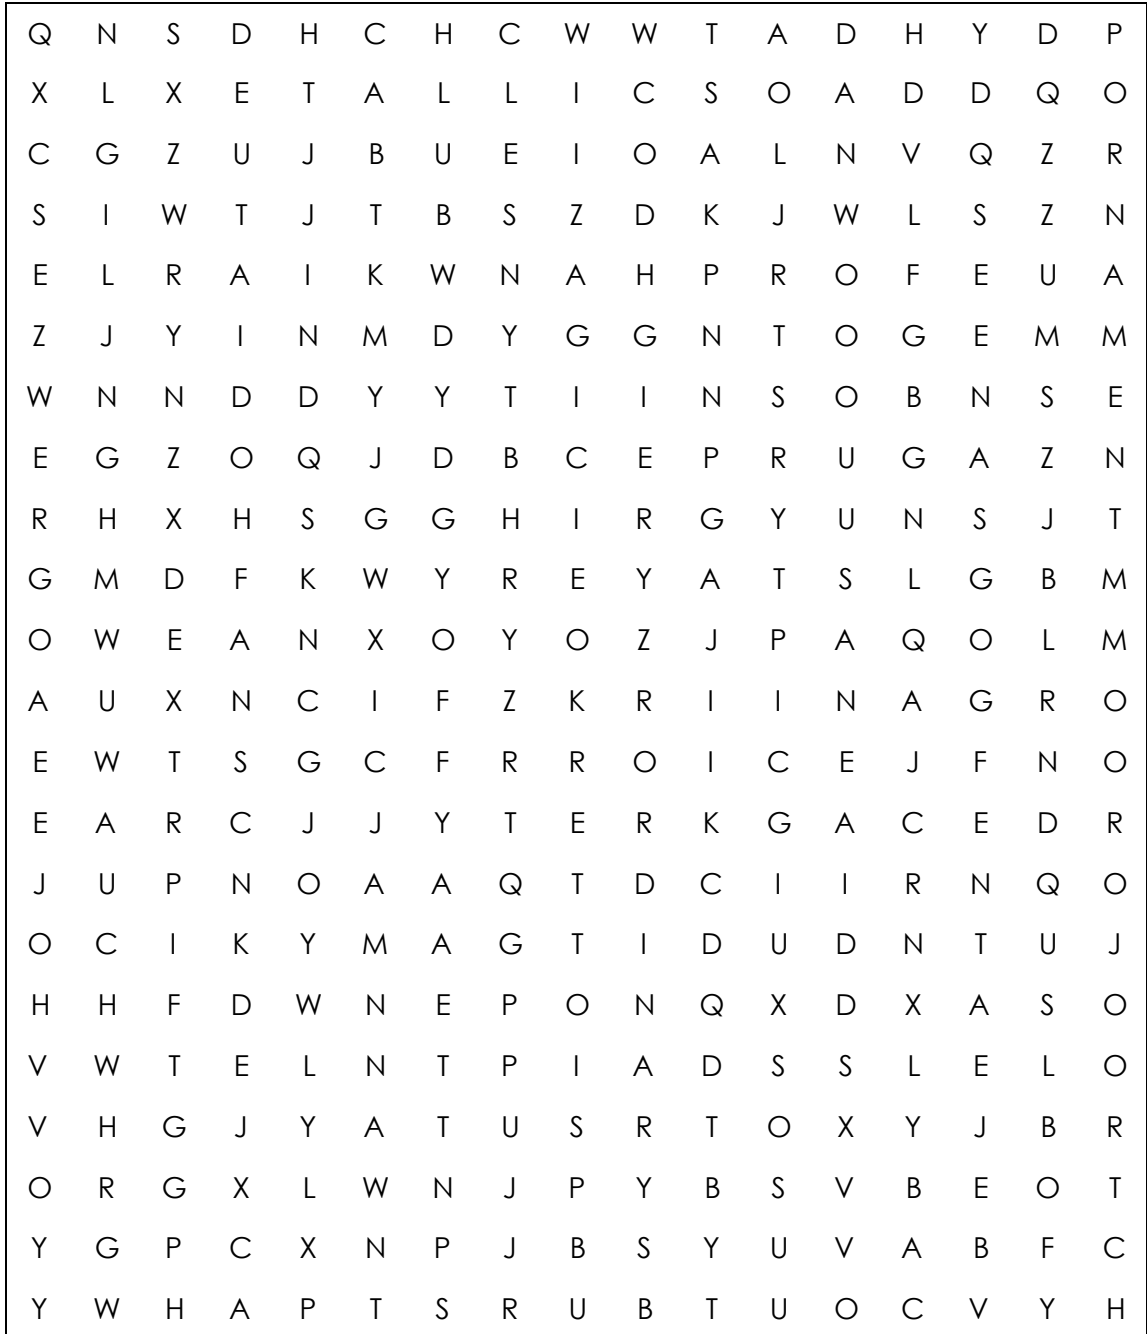 Q N S D H C H C W W T A D H Y D P
X L X E T A L L I C S O A D D Q O
C G Z U J B U E I O A L N V Q Z R
S I W T J T B S Z D K J W L S Z N
E L R A I K W N A H P R O F E U A
Z J Y I N M D Y G G N T O G E M M
W N N D D Y Y T I I N S O B N S E
E G Z O Q J D B C E P R U G A Z N
R H X H S G G H I R G Y U N S J T
G M D F K W Y R E Y A T S L G B M
O W E A N X O Y O Z J P A Q O L M
A U X N C I F Z K R I I N A G R O
E W T S G C F R R O I C E J F N O
E A R C J J Y T E R K G A C E D R
J U P N O A A Q T D C I I R N Q O
O C I K Y M A G T I D U D N T U J
H H F D W N E P O N Q X D X A S O
V W T E L N T P I A D S S L E L O
V H G J Y A T U S R T O X Y J B R
O R G X L W N J P Y B S V B E O T
Y G P C X N P J B S Y U V A B F C
Y W H A P T S R U B T U O C V Y H